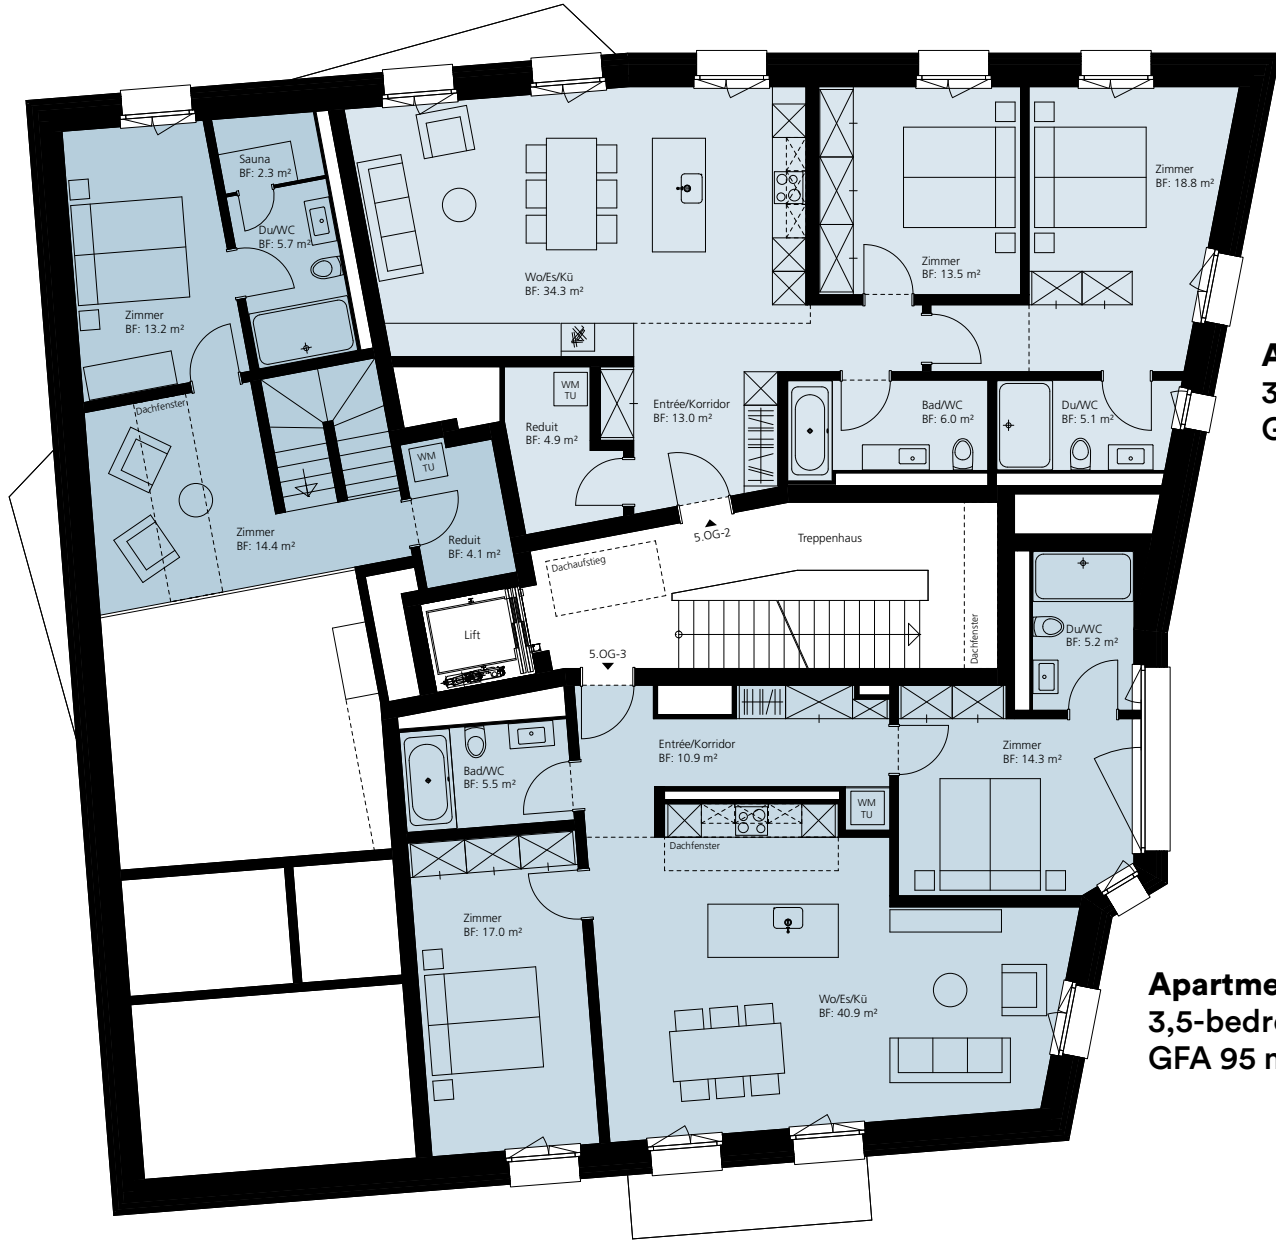 Sauna
BF: 2.3 m²
Du/WC
BF: 5.7 m²
Zimmer
BF: 13.2 m²
Dachfenster
Zimmer
BF: 14.4 m²
WM
TU
Reduit
BF: 4.1 m²
Wo/Es/Kü
BF: 34.3 m²
Zimmer
BF: 13.5 m²
Zimmer
BF: 18.8 m²
WM
TU
Reduit
BF: 4.9 m²
Entrée/Korridor
BF: 13.0 m²
Bad/WC
BF: 6.0 m²
Du/WC
BF: 5.1 m²
A
3
G
5.OG-2
Treppenhaus
Dachaufstieg
Lift
5.OG-3
Dachfenster
Du/WC
BF: 5.2 m²
Entrée/Korridor
BF: 10.9 m²
Zimmer
BF: 14.3 m²
Bad/WC
BF: 5.5 m²
WM
TU
Dachfenster
Zimmer
BF: 17.0 m²
Wo/Es/Kü
BF: 40.9 m²
Apartme
3,5-bedr
GFA 95